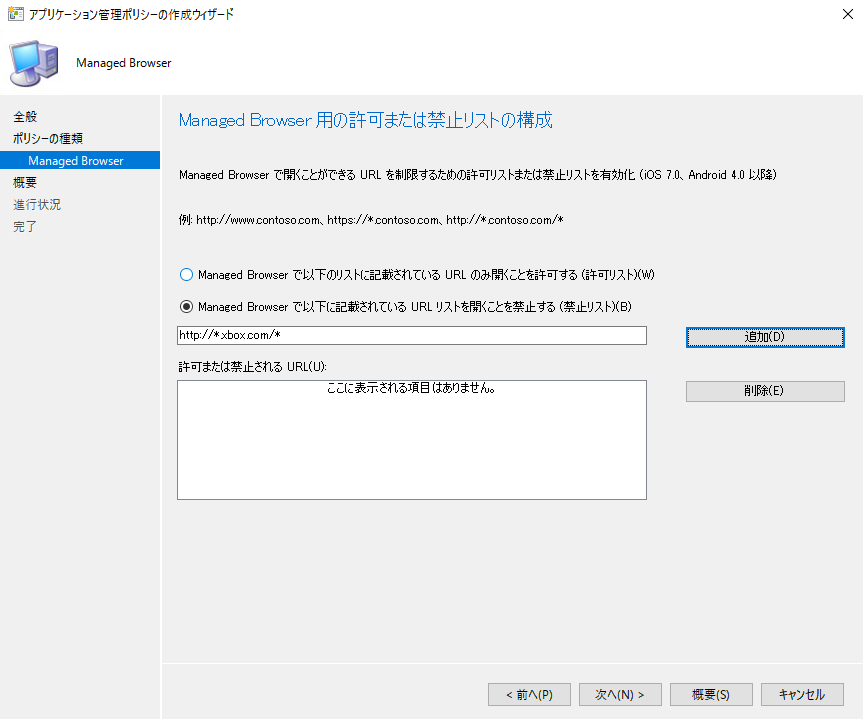 アプリケーション管理ポリシーの作成ウィザード
Managed Browser
全般
ポリシーの種類
Managed Browser
概要
進行状況
完了
Managed Browser 用の許可または禁止リストの構成
Managed Browser で開くことができる URL を制限するための許可リストまたは禁止リストを有効化 (iOS 7.0、Android 4.0 以降)
例: http://www.contoso.com、https://*.contoso.com、http://*.contoso.com/*
Managed Browser で以下のリストに記載されている URL のみ開くことを許可する (許可リスト)(W)
Managed Browser で以下に記載されている URL リストを開くことを禁止する (禁止リスト)(B)
http://*.xbox.com/*
追加(D)
許可または禁止される URL(U):
ここに表示される項目はありません。
削除(E)
< 前へ(P)
次へ(N) >
概要(S)
キャンセル